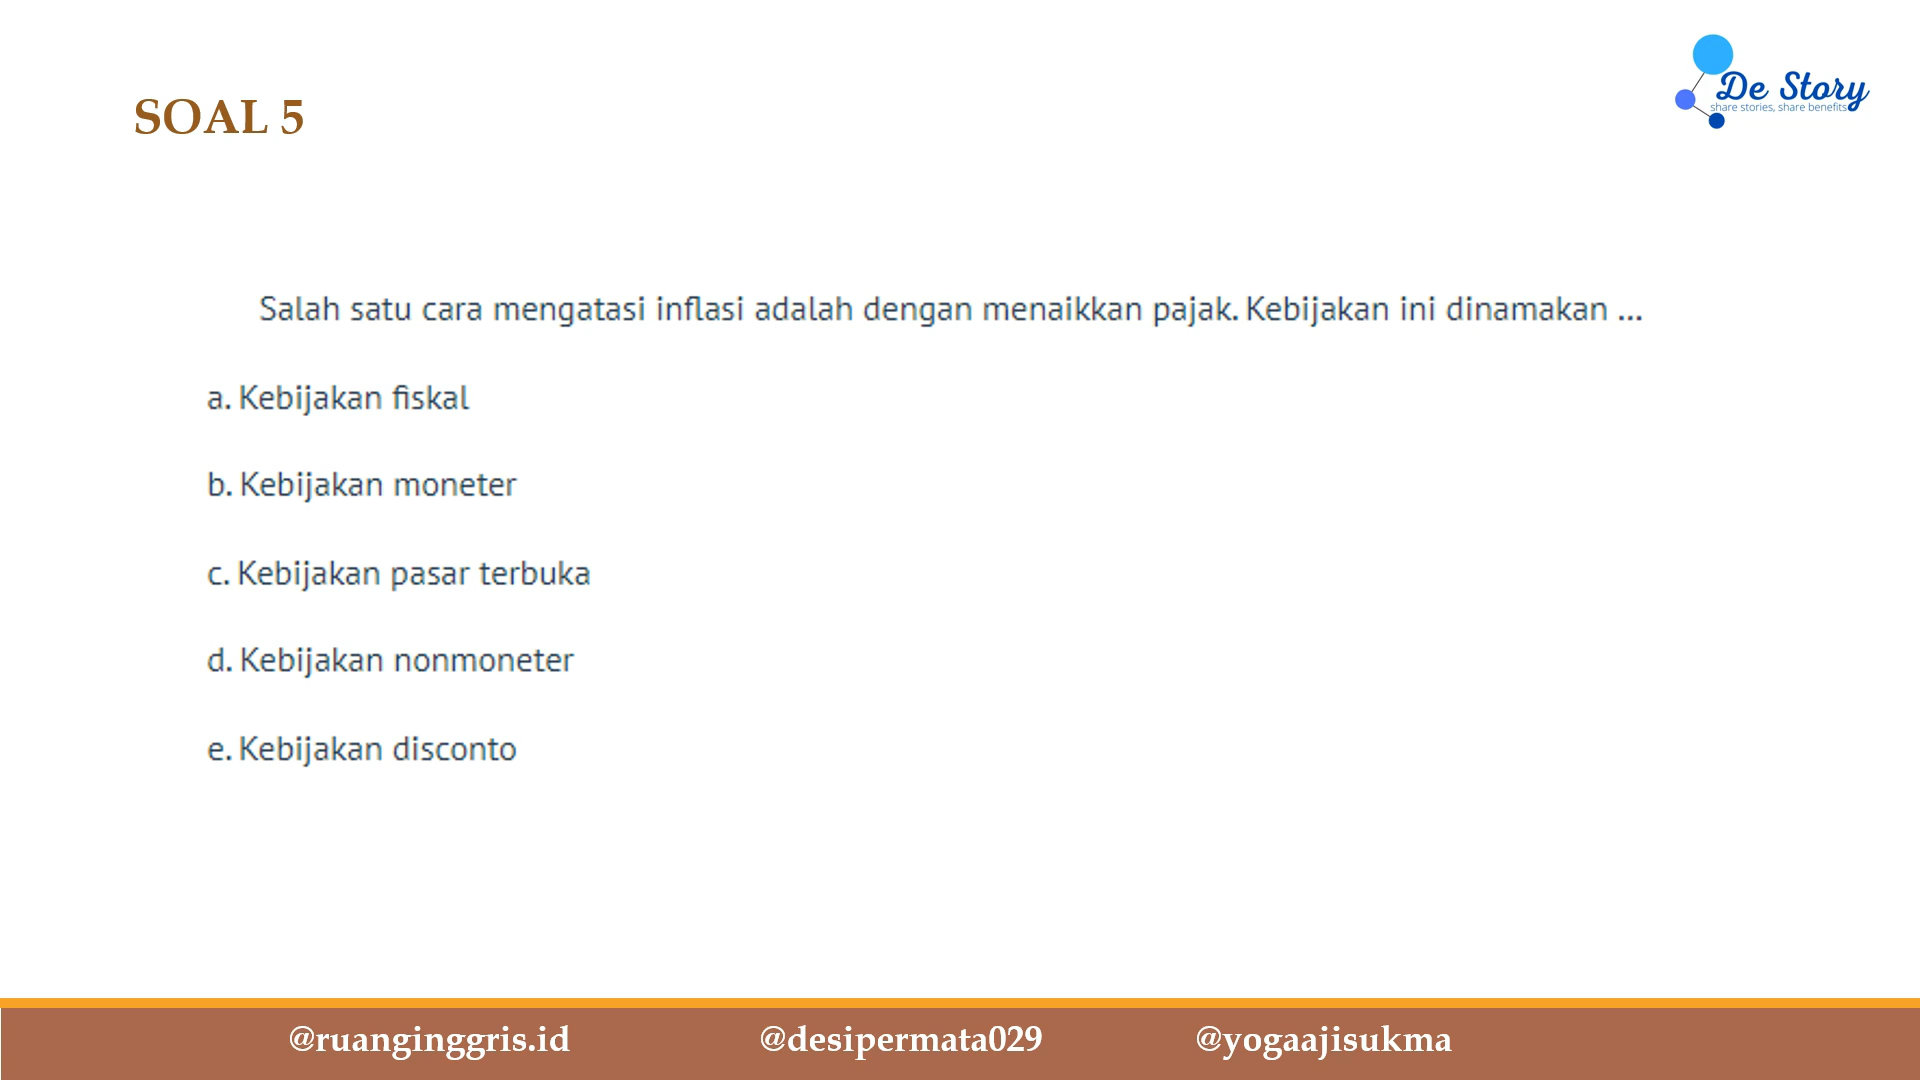 De Story
share stories, share benefits
SOAL 5
Salah satu cara mengatasi inflasi adalah dengan menaikkan pajak. Kebijakan ini dinamakan ...
a. Kebijakan fiskal
b. Kebijakan moneter
c. Kebijakan pasar terbuka
d. Kebijakan nonmoneter
e. Kebijakan disconto
@ruanginggris.id @desipermata029 @yogaajisukma